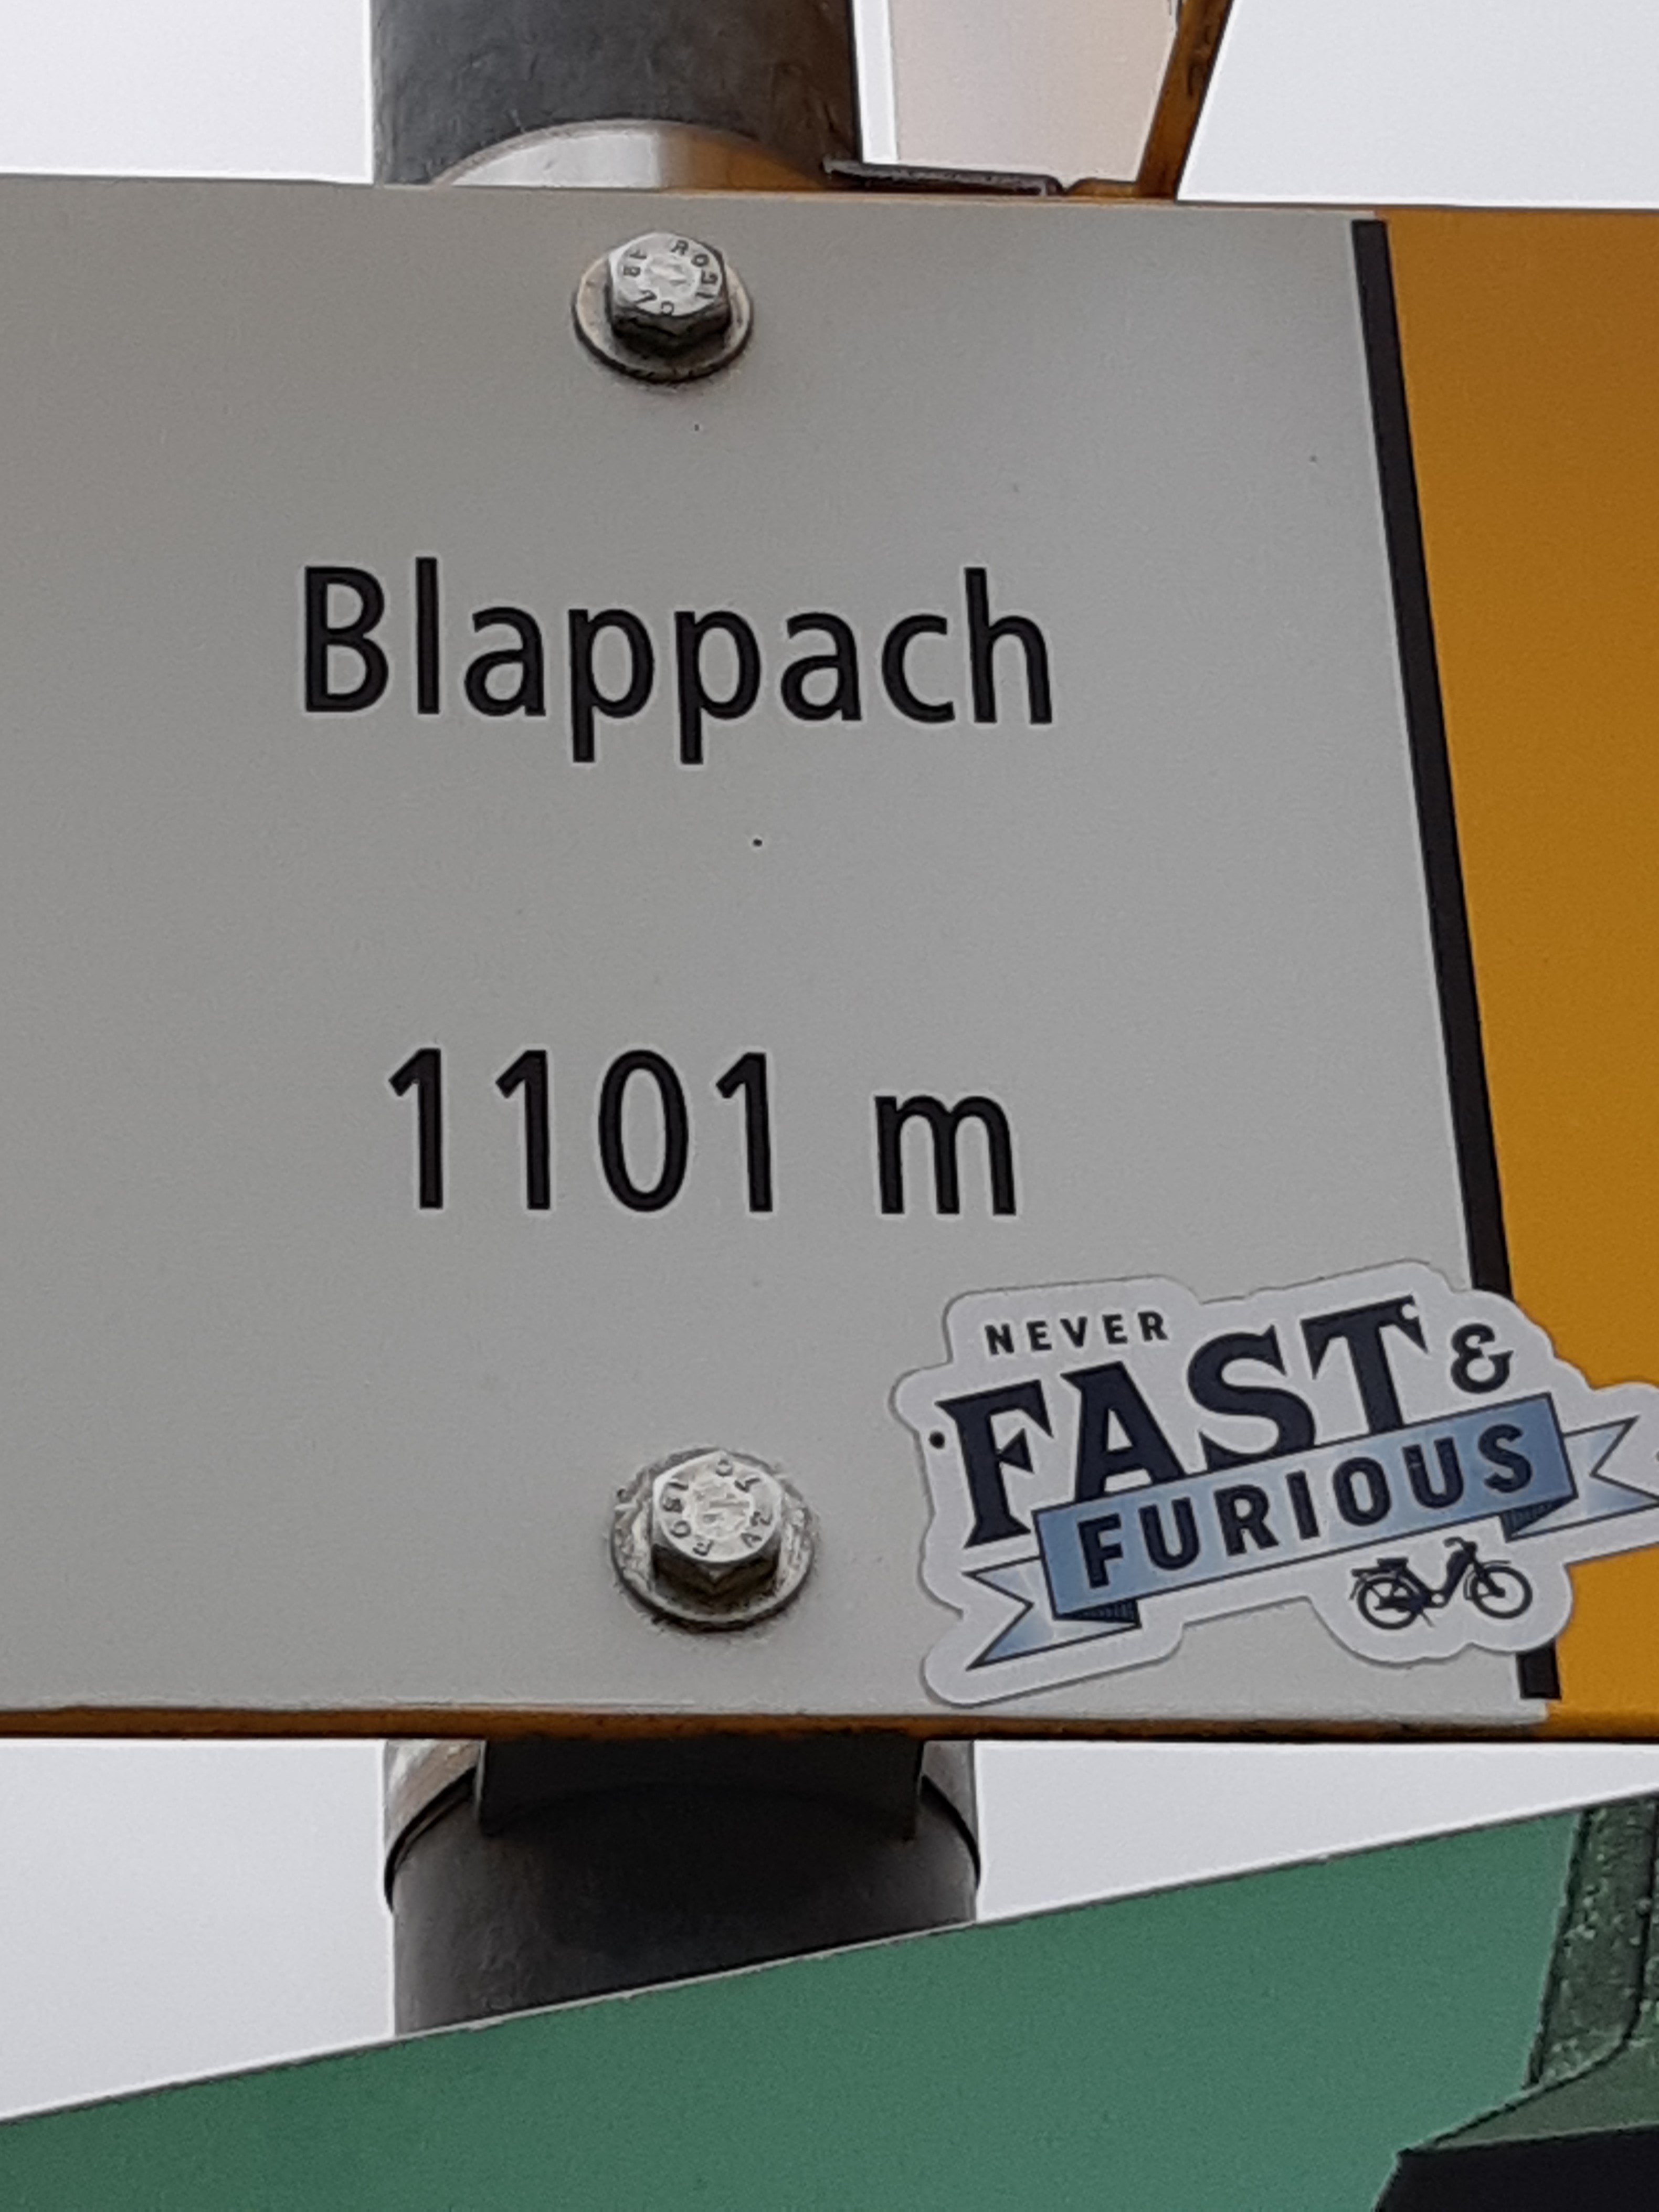 Blappach
1101 m
NEVER
FAST &
FURIOUS